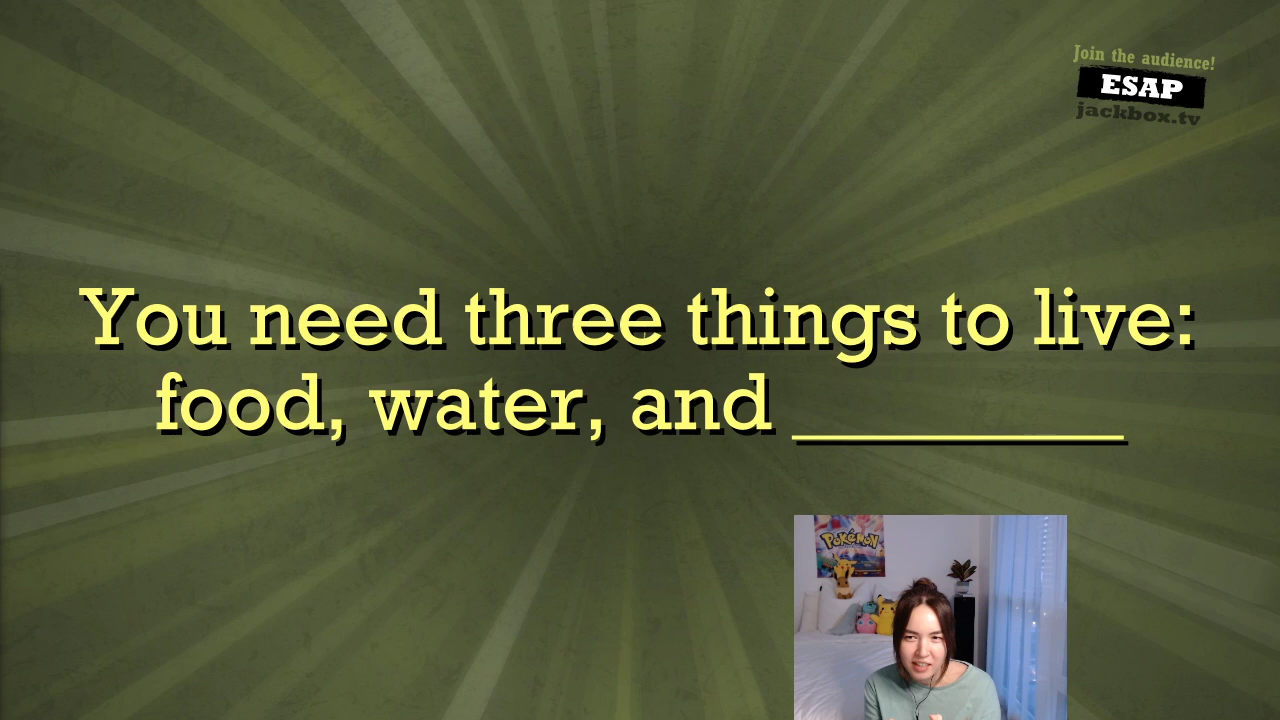 Join the audience!
ESAP
jackbox.tv
You need three things to live:
food, water, and ________
POKéMON